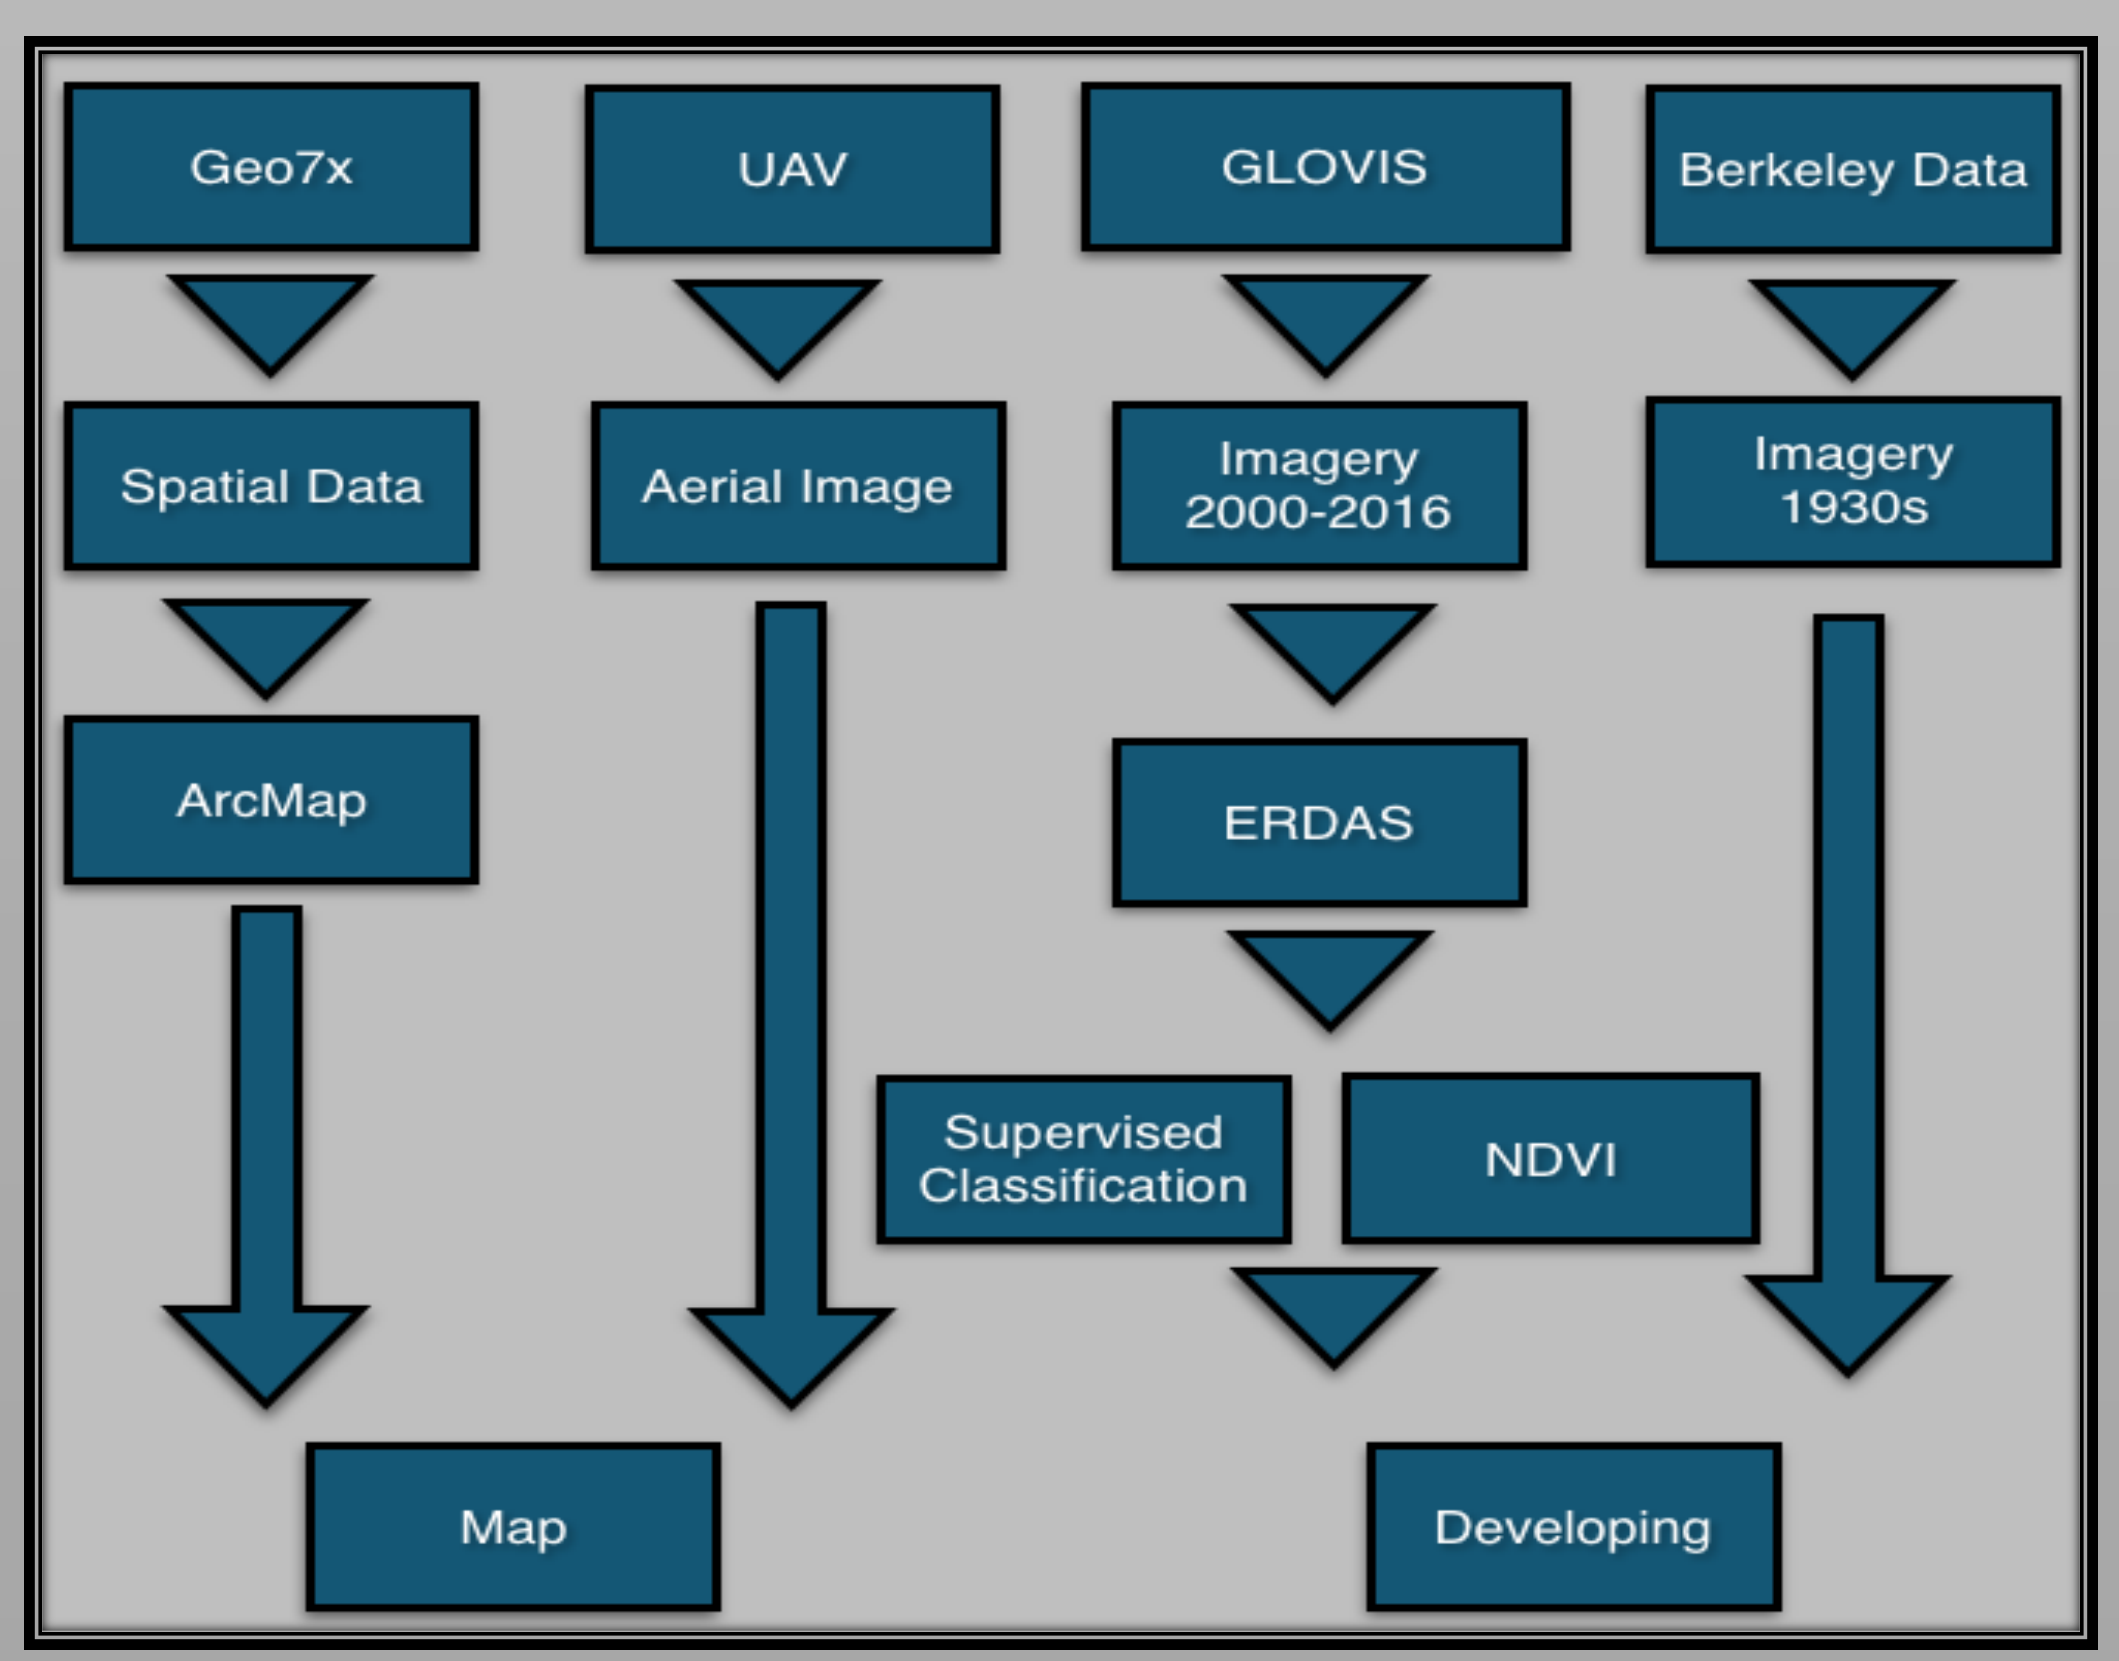 Geo7x
UAV
GLOVIS
Berkeley Data
Spatial Data
Aerial Image
Imagery
2000-2016
Imagery
1930s
ArcMap
ERDAS
Supervised
Classification
NDVI
Map
Developing